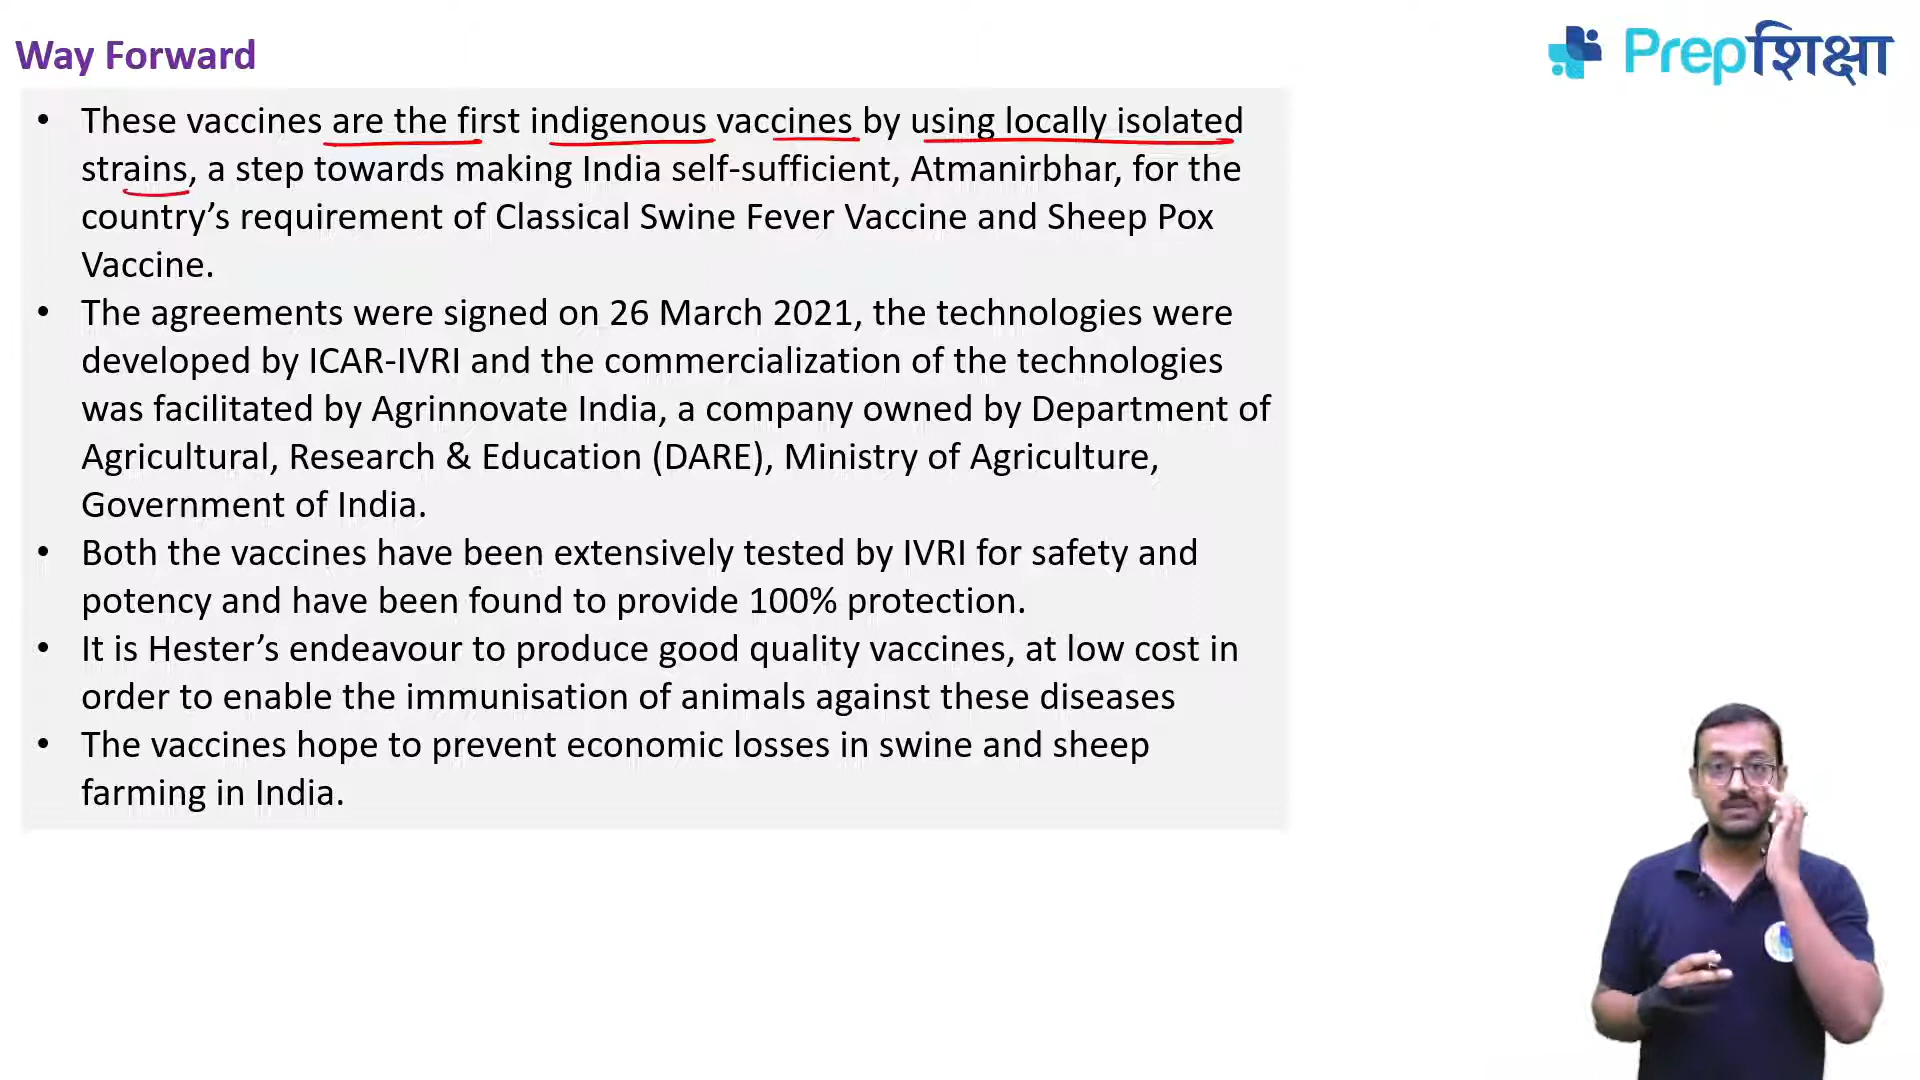 Way Forward
Prepशिक्षा
• These vaccines are the first indigenous vaccines by using locally isolated
strains, a step towards making India self-sufficient, Atmanirbhar, for the
country’s requirement of Classical Swine Fever Vaccine and Sheep Pox
Vaccine.
• The agreements were signed on 26 March 2021, the technologies were
developed by ICAR-IVRI and the commercialization of the technologies
was facilitated by Agrinnovate India, a company owned by Department of
Agricultural, Research & Education (DARE), Ministry of Agriculture,
Government of India.
• Both the vaccines have been extensively tested by IVRI for safety and
potency and have been found to provide 100% protection.
• It is Hester’s endeavour to produce good quality vaccines, at low cost in
order to enable the immunisation of animals against these diseases
• The vaccines hope to prevent economic losses in swine and sheep
farming in India.